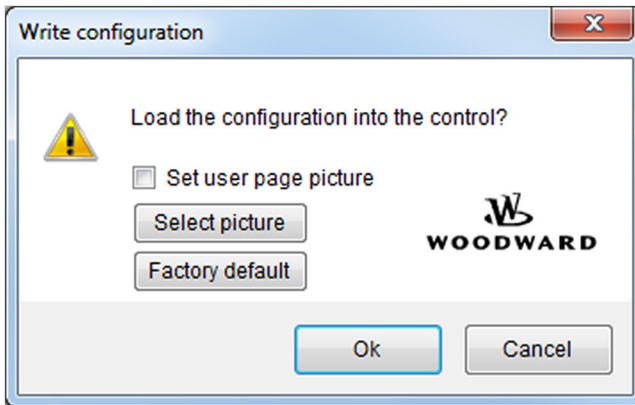 Write configuration
Load the configuration into the control?
Set user page picture
Select picture
WOODWARD
Factory default
Ok
Cancel